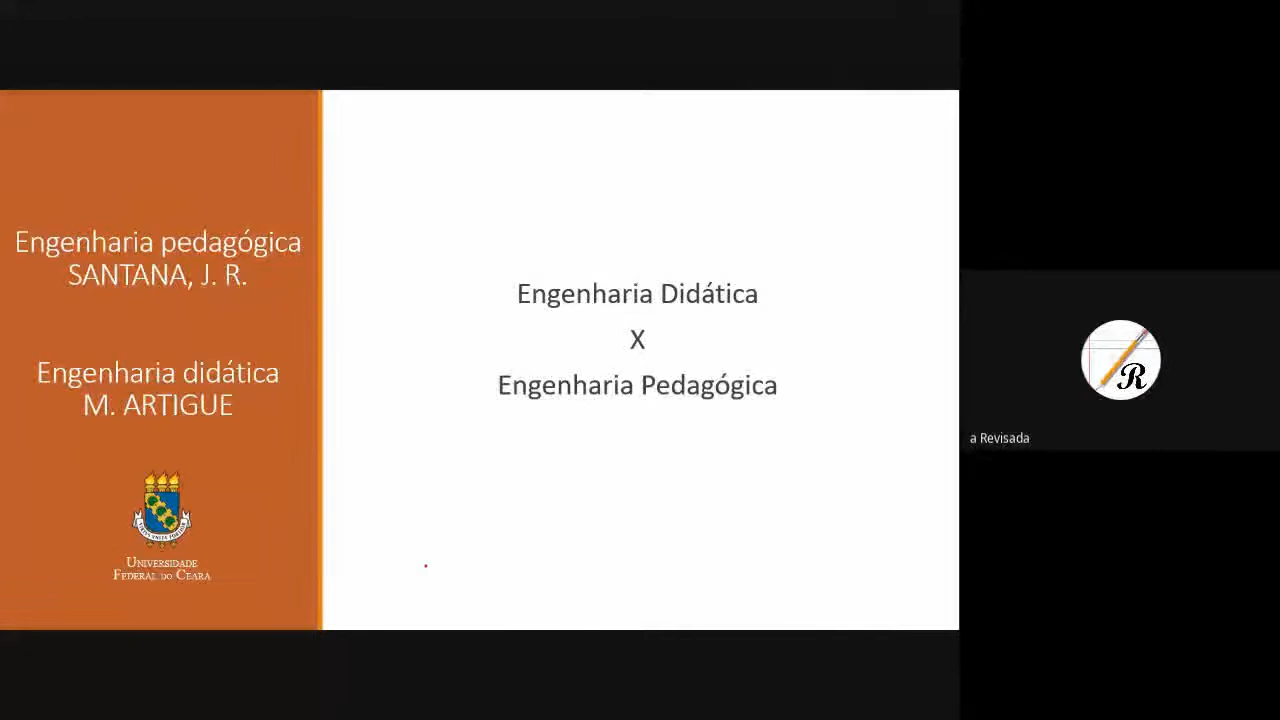 Engenharia pedagógica
SANTANA, J. R.
Engenharia didática
M. ARTIGUE
UNIVERSIDADE
FEDERAL DO CEARÁ
Engenharia Didática
X
Engenharia Pedagógica
R
a Revisada